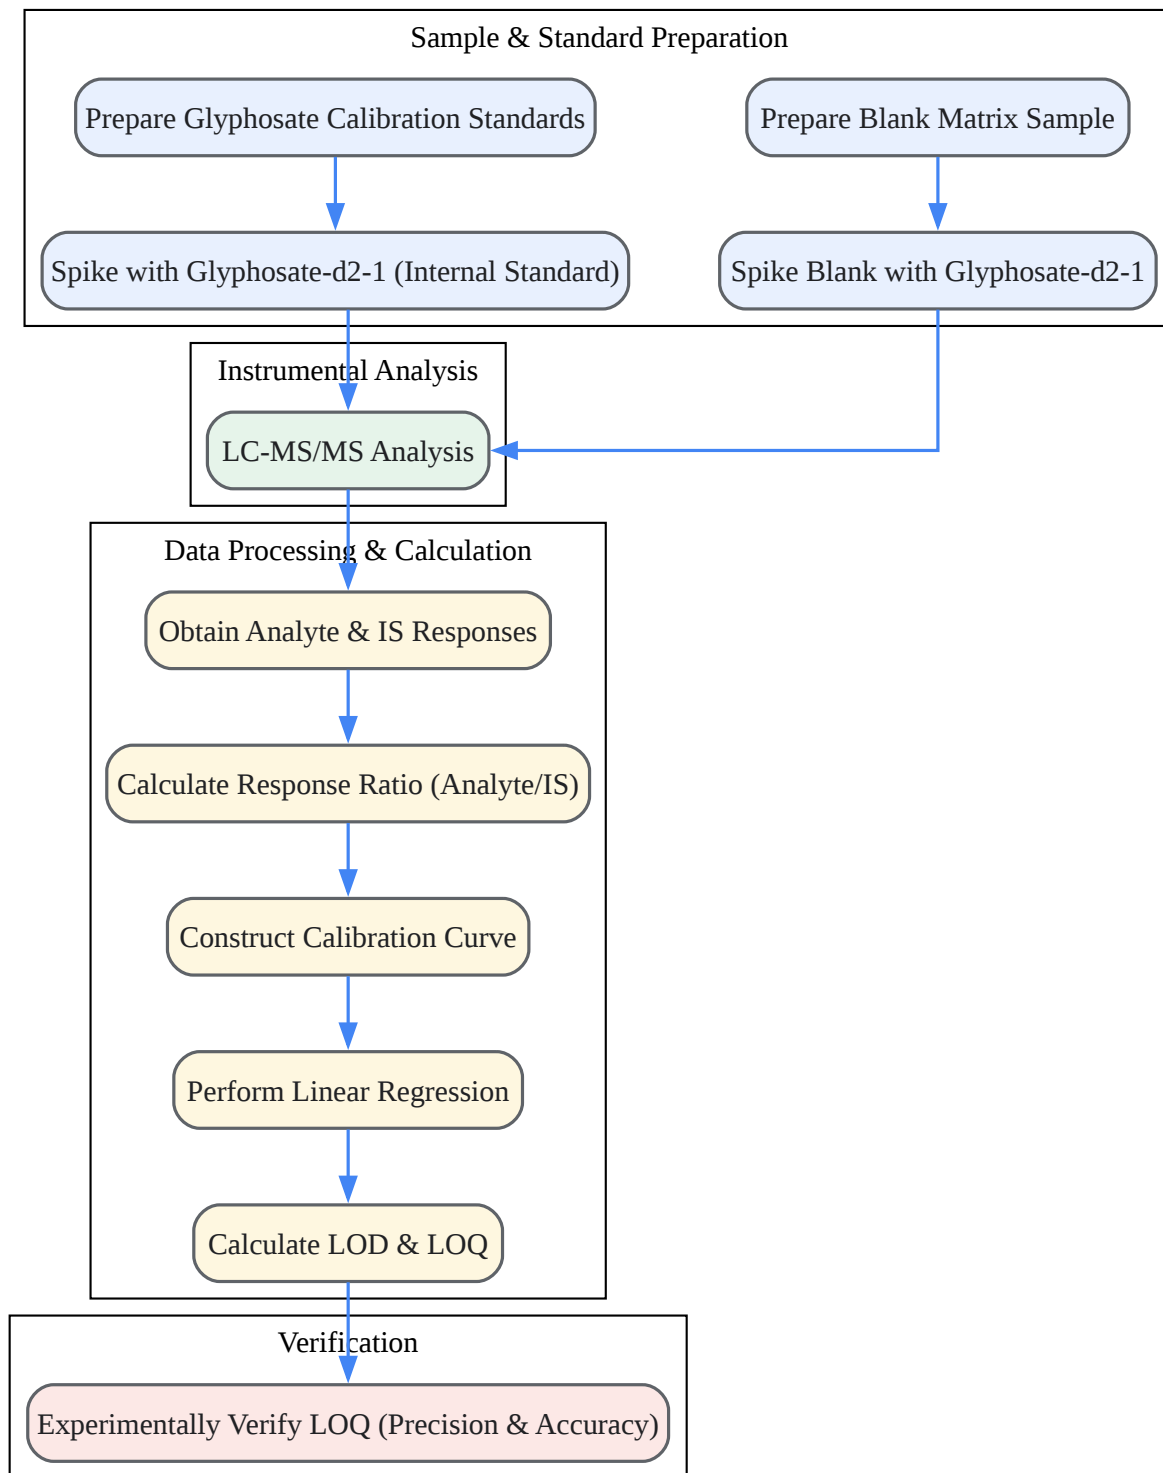 Sample & Standard Preparation
Prepare Glyphosate Calibration Standards
Prepare Blank Matrix Sample
Spike with Glyphosate-d2-1 (Internal Standard)
Spike Blank with Glyphosate-d2-1
Instrumental Analysis
LC-MS/MS Analysis
Data Processing & Calculation
Obtain Analyte & IS Responses
Calculate Response Ratio (Analyte/IS)
Construct Calibration Curve
Perform Linear Regression
Calculate LOD & LOQ
Verification
Experimentally Verify LOQ (Precision & Accuracy)